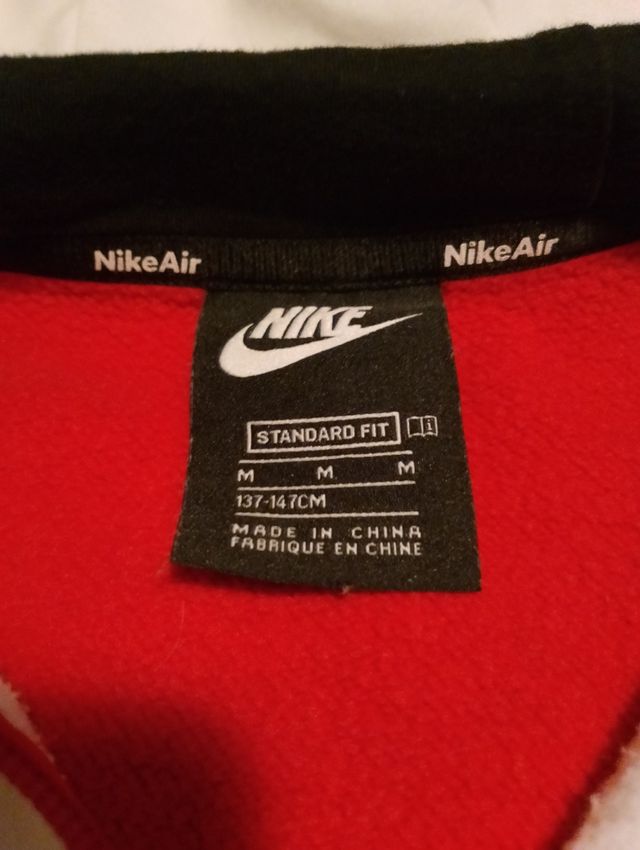 NikeAir NikeAir
NIKE
STANDARD FIT
M M M
137-147CM
MADE IN CHINA
FABRIQUE EN CHINE